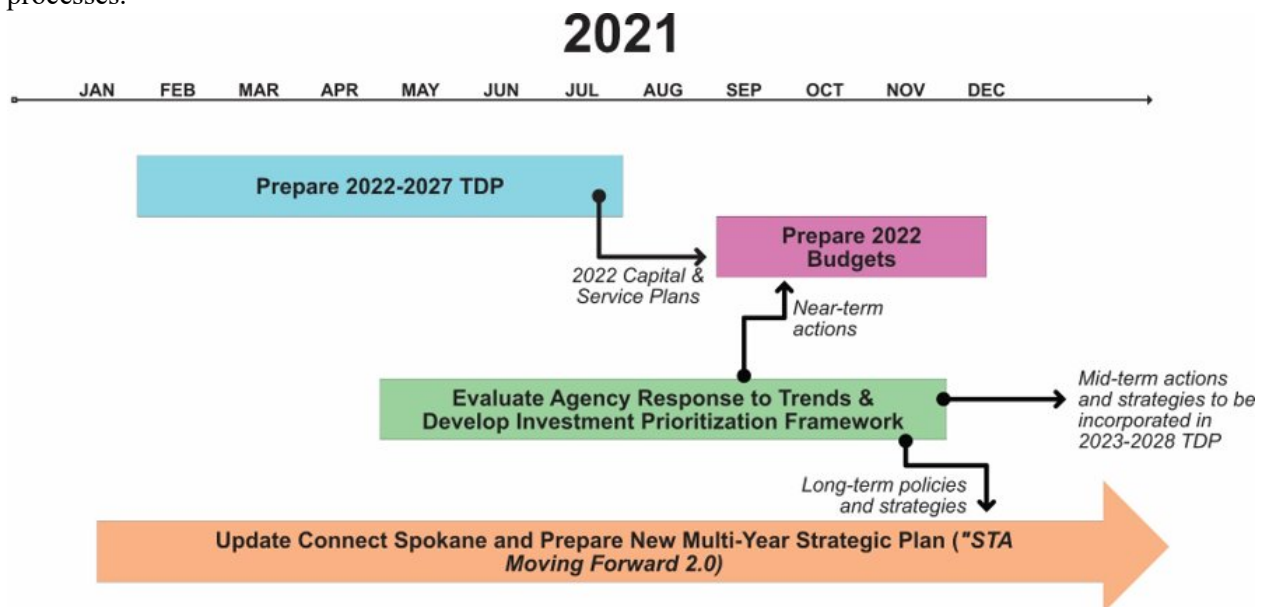 processes.
2021
JAN FEB MAR APR MAY JUN JUL AUG SEP OCT NOV DEC
Prepare 2022-2027 TDP
Prepare 2022
Budgets
2022 Capital &
Service Plans
Near-term
actions
Evaluate Agency Response to Trends &
Develop Investment Prioritization Framework
Mid-term actions
and strategies to be
incorporated in
2023-2028 TDP
Long-term policies
and strategies
Update Connect Spokane and Prepare New Multi-Year Strategic Plan ("STA
Moving Forward 2.0)